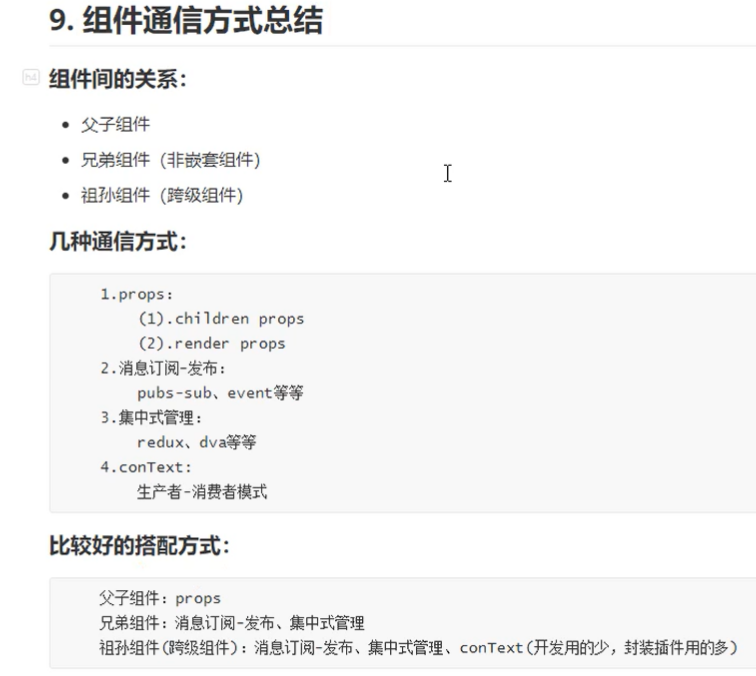 9. 组件通信方式总结
h4
组件间的关系：
父子组件
兄弟组件（非嵌套组件）
祖孙组件（跨级组件）
几种通信方式：
1.props：
(1).children props
(2).render props
2.消息订阅-发布：
pubs-sub、event等等
3.集中式管理：
redux、dva等等
4.conText:
生产者-消费者模式
比较好的搭配方式：
父子组件：props
兄弟组件：消息订阅-发布、集中式管理
祖孙组件(跨级组件)：消息订阅-发布、集中式管理、conText(开发用的少，封装插件用的多)